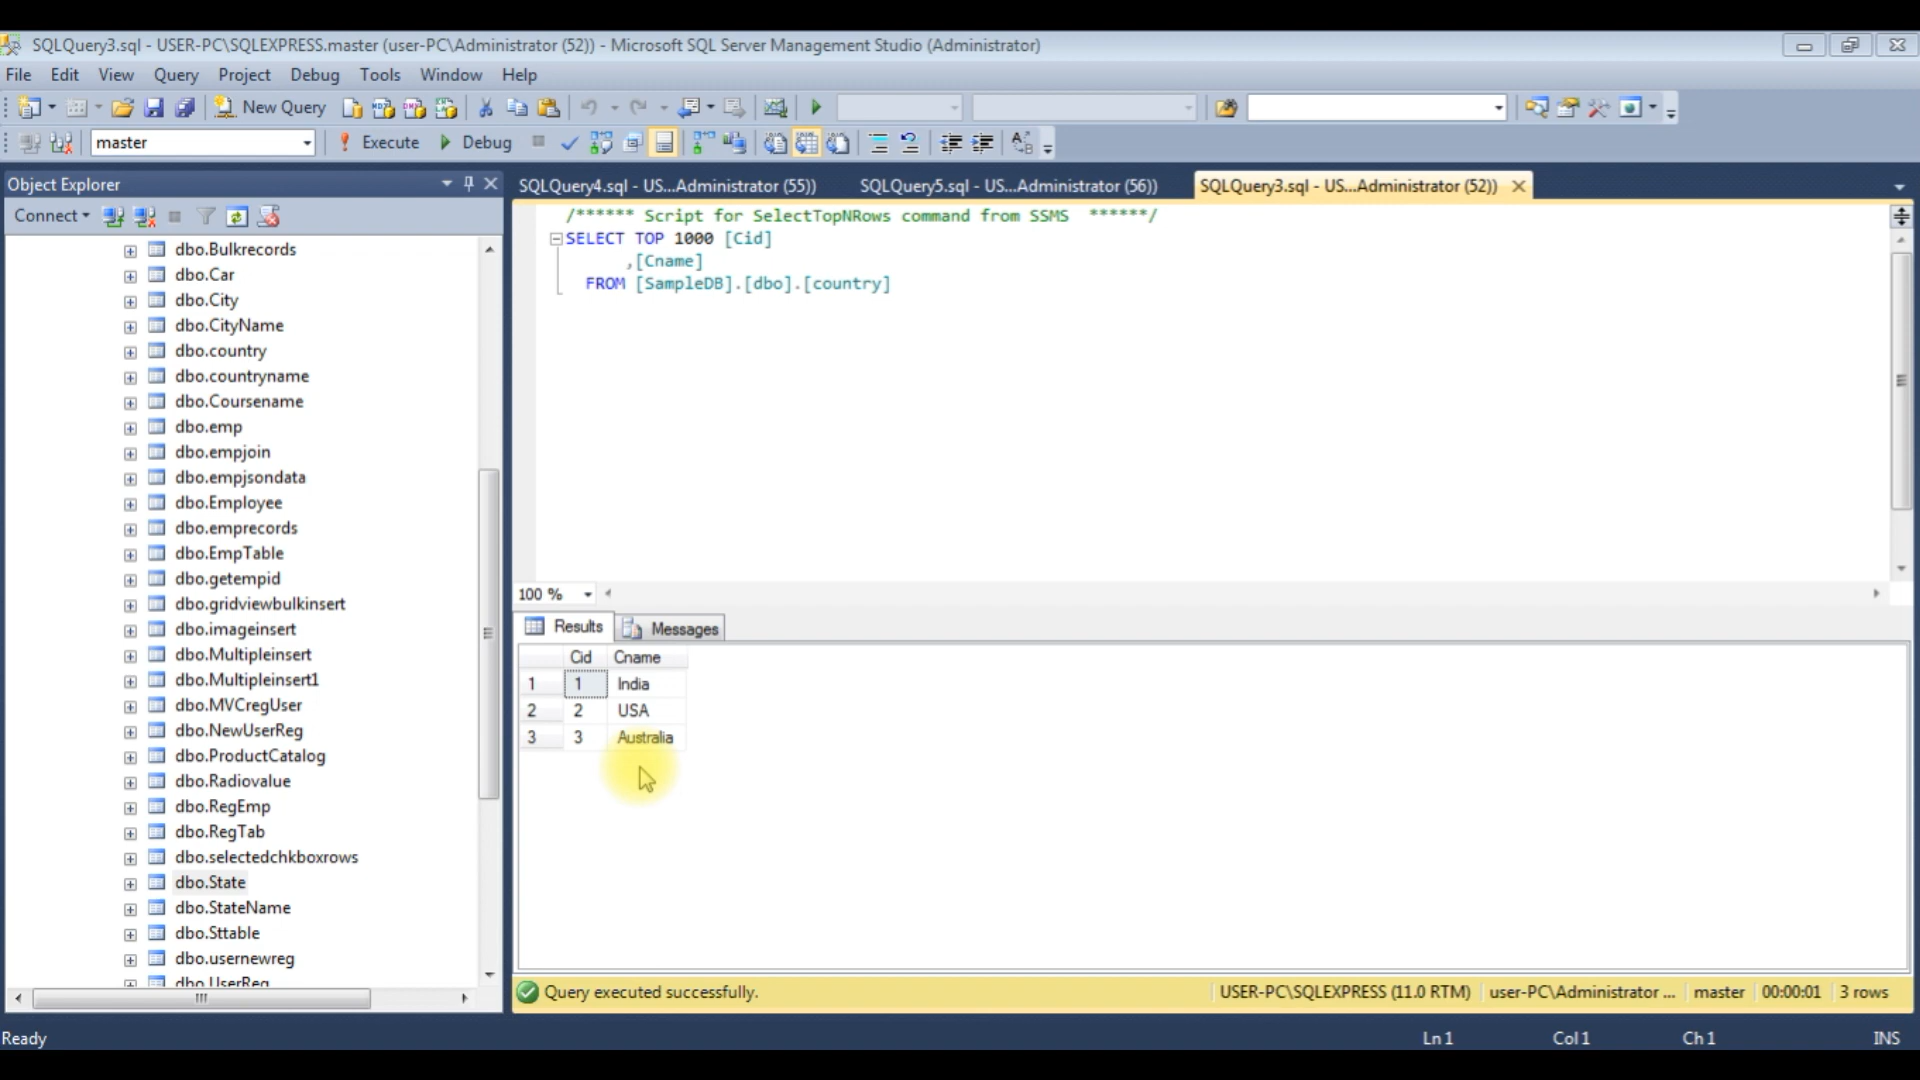 SQLQuery3.sql - USER-PC\SQLEXPRESS.master (user-PC\Administrator (52)) - Microsoft SQL Server Management Studio (Administrator)
File Edit View Query Project Debug Tools Window Help
New Query
master Execute Debug
Object Explorer
Connect
dbo.Bulkrecords
dbo.Car
dbo.City
dbo.CityName
dbo.country
dbo.countryname
dbo.Coursename
dbo.emp
dbo.empjoin
dbo.empjsondata
dbo.Employee
dbo.emprecords
dbo.EmpTable
dbo.getempid
dbo.gridviewbulkinsert
dbo.imageinsert
dbo.Multipleinsert
dbo.Multipleinsert1
dbo.MVCregUser
dbo.NewUserReg
dbo.ProductCatalog
dbo.Radiovalue
dbo.RegEmp
dbo.RegTab
dbo.selectedchkboxrows
dbo.State
dbo.StateName
dbo.Sttable
dbo.usernewreg
dbo.UserReg
SQLQuery4.sql - US...Administrator (55)) SQLQuery5.sql - US...Administrator (56)) SQLQuery3.sql - US...Administrator (52))
/****** Script for SelectTopNRows command from SSMS ******/
SELECT TOP 1000 [Cid]
,[Cname]
FROM [SampleDB].[dbo].[country]
100 %
Results Messages
Cid Cname
1 1 India
2 2 USA
3 3 Australia
Query executed successfully. USER-PC\SQLEXPRESS (11.0 RTM) user-PC\Administrator ... master 00:00:01 3 rows
Ready Ln 1 Col 1 Ch 1 INS